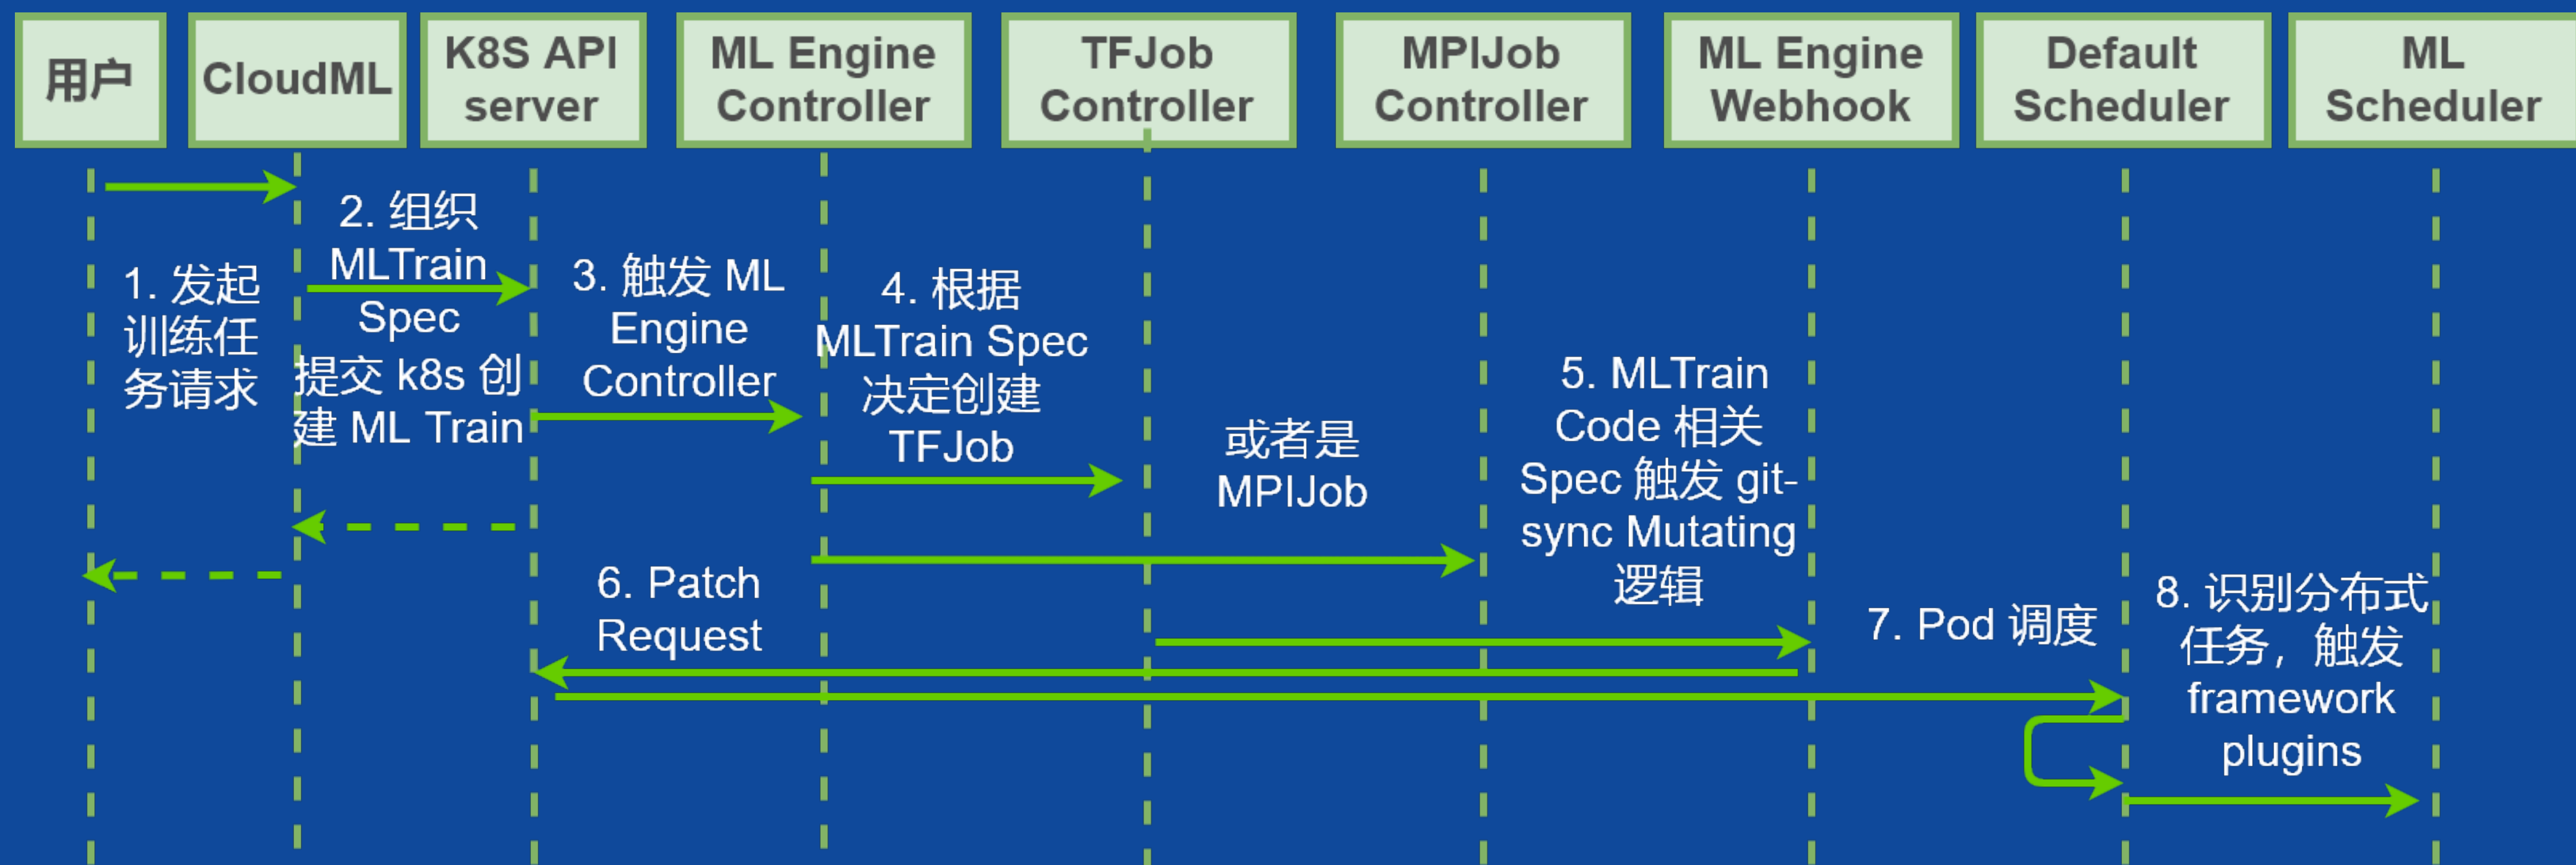 用户
CloudML
K8S API
server
ML Engine
Controller
TFJob
Controller
MPIJob
Controller
ML Engine
Webhook
Default
Scheduler
ML
Scheduler
1. 发起
训练任
务请求
2. 组织
MLTrain
Spec
提交 k8s 创
建 ML Train
3. 触发 ML
Engine
Controller
4. 根据
MLTrain Spec
决定创建
TFJob
或者是
MPIJob
5. MLTrain
Code 相关
Spec 触发 git-
sync Mutating
逻辑
6. Patch
Request
7. Pod 调度
8. 识别分布式
任务，触发
framework
plugins